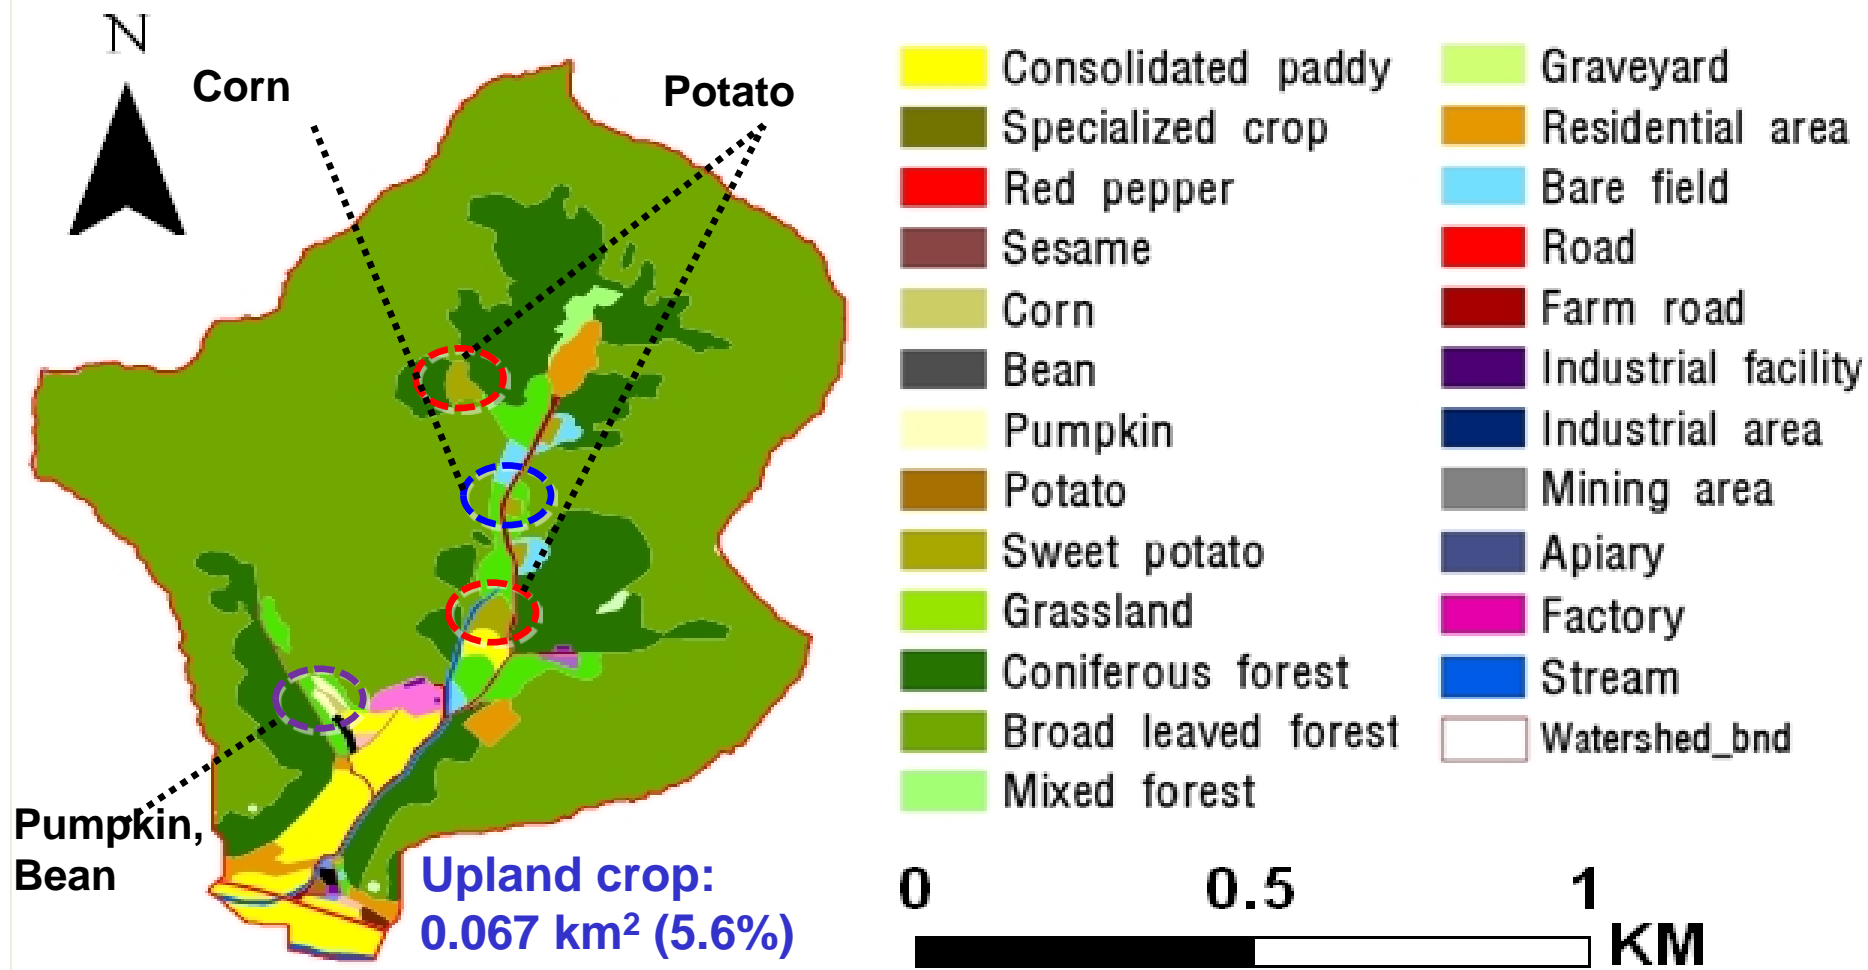 N
Corn
Potato
Pumpkin,
Bean
Upland crop:
0.067 km² (5.6%)
Consolidated paddy
Specialized crop
Red pepper
Sesame
Corn
Bean
Pumpkin
Potato
Sweet potato
Grassland
Coniferous forest
Broad leaved forest
Mixed forest
Graveyard
Residential area
Bare field
Road
Farm road
Industrial facility
Industrial area
Mining area
Apiary
Factory
Stream
Watershed_bnd
0 0.5 1
KM